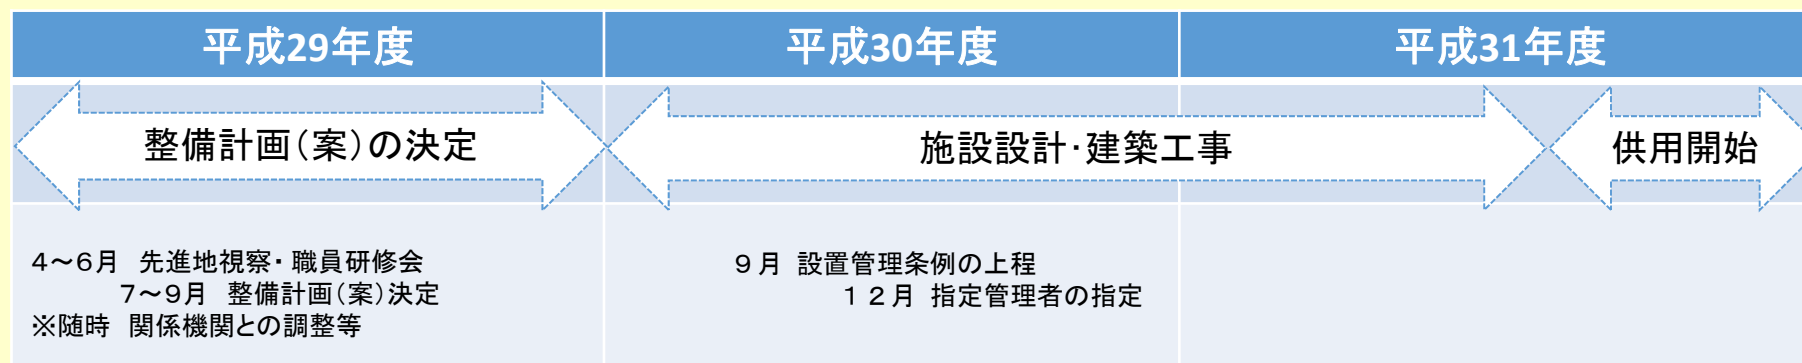 平成29年度
平成30年度
平成31年度
整備計画(案)の決定
施設設計･建築工事
供用開始
4～6月　先進地視察・職員研修会
7～9月　整備計画(案)決定
※随時　関係機関との調整等
９月 設置管理条例の上程
１２月 指定管理者の指定